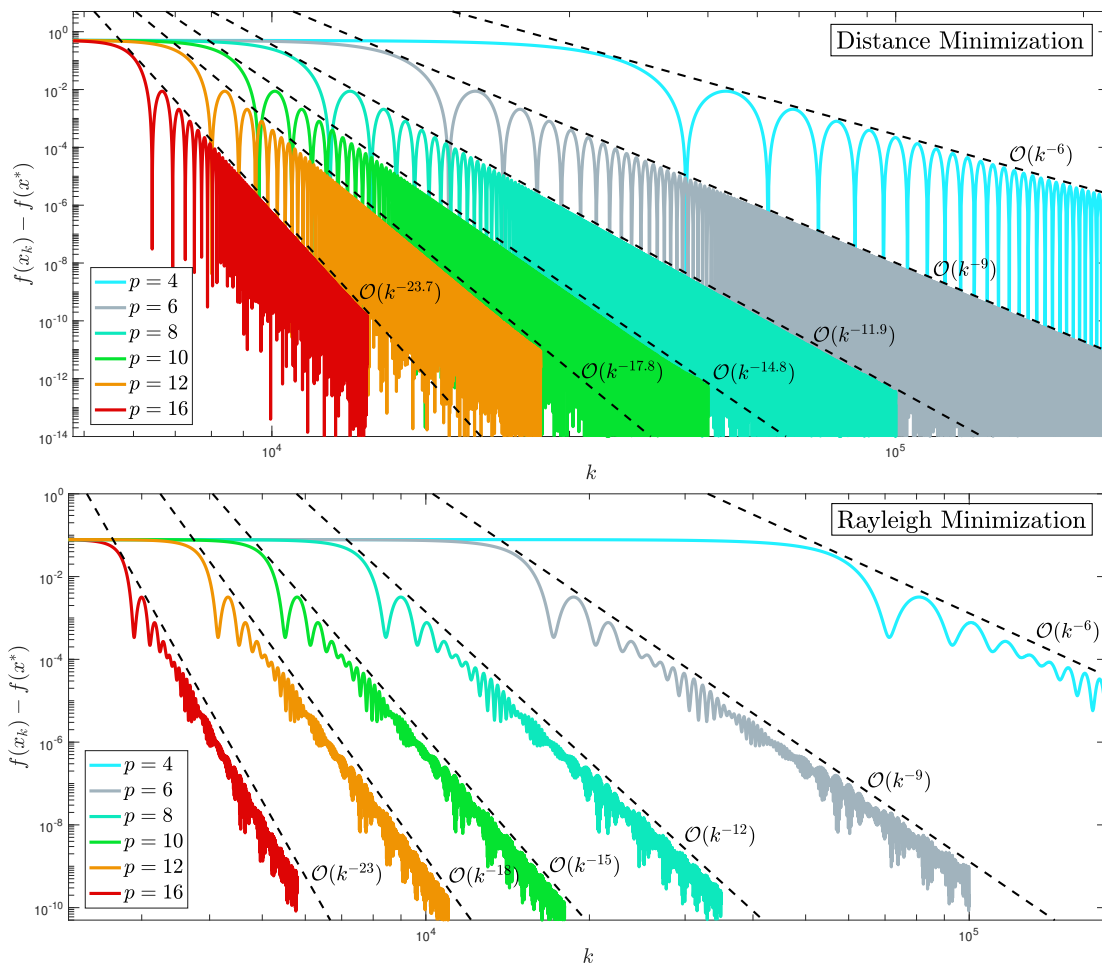 Distance Minimization
f(x_k) − f(x^*)
10^0
10^{-2}
10^{-4}
10^{-6}
10^{-8}
10^{-10}
10^{-12}
10^{-14}
O(k^{-6})
O(k^{-9})
O(k^{-23.7})
O(k^{-11.9})
O(k^{-17.8})
O(k^{-14.8})
p = 4
p = 6
p = 8
p = 10
p = 12
p = 16
10^4
10^5
k
Rayleigh Minimization
f(x_k) − f(x^*)
10^0
10^{-2}
10^{-4}
10^{-6}
10^{-8}
10^{-10}
O(k^{-6})
O(k^{-9})
O(k^{-12})
O(k^{-23})
O(k^{-18})
O(k^{-15})
p = 4
p = 6
p = 8
p = 10
p = 12
p = 16
10^4
10^5
k